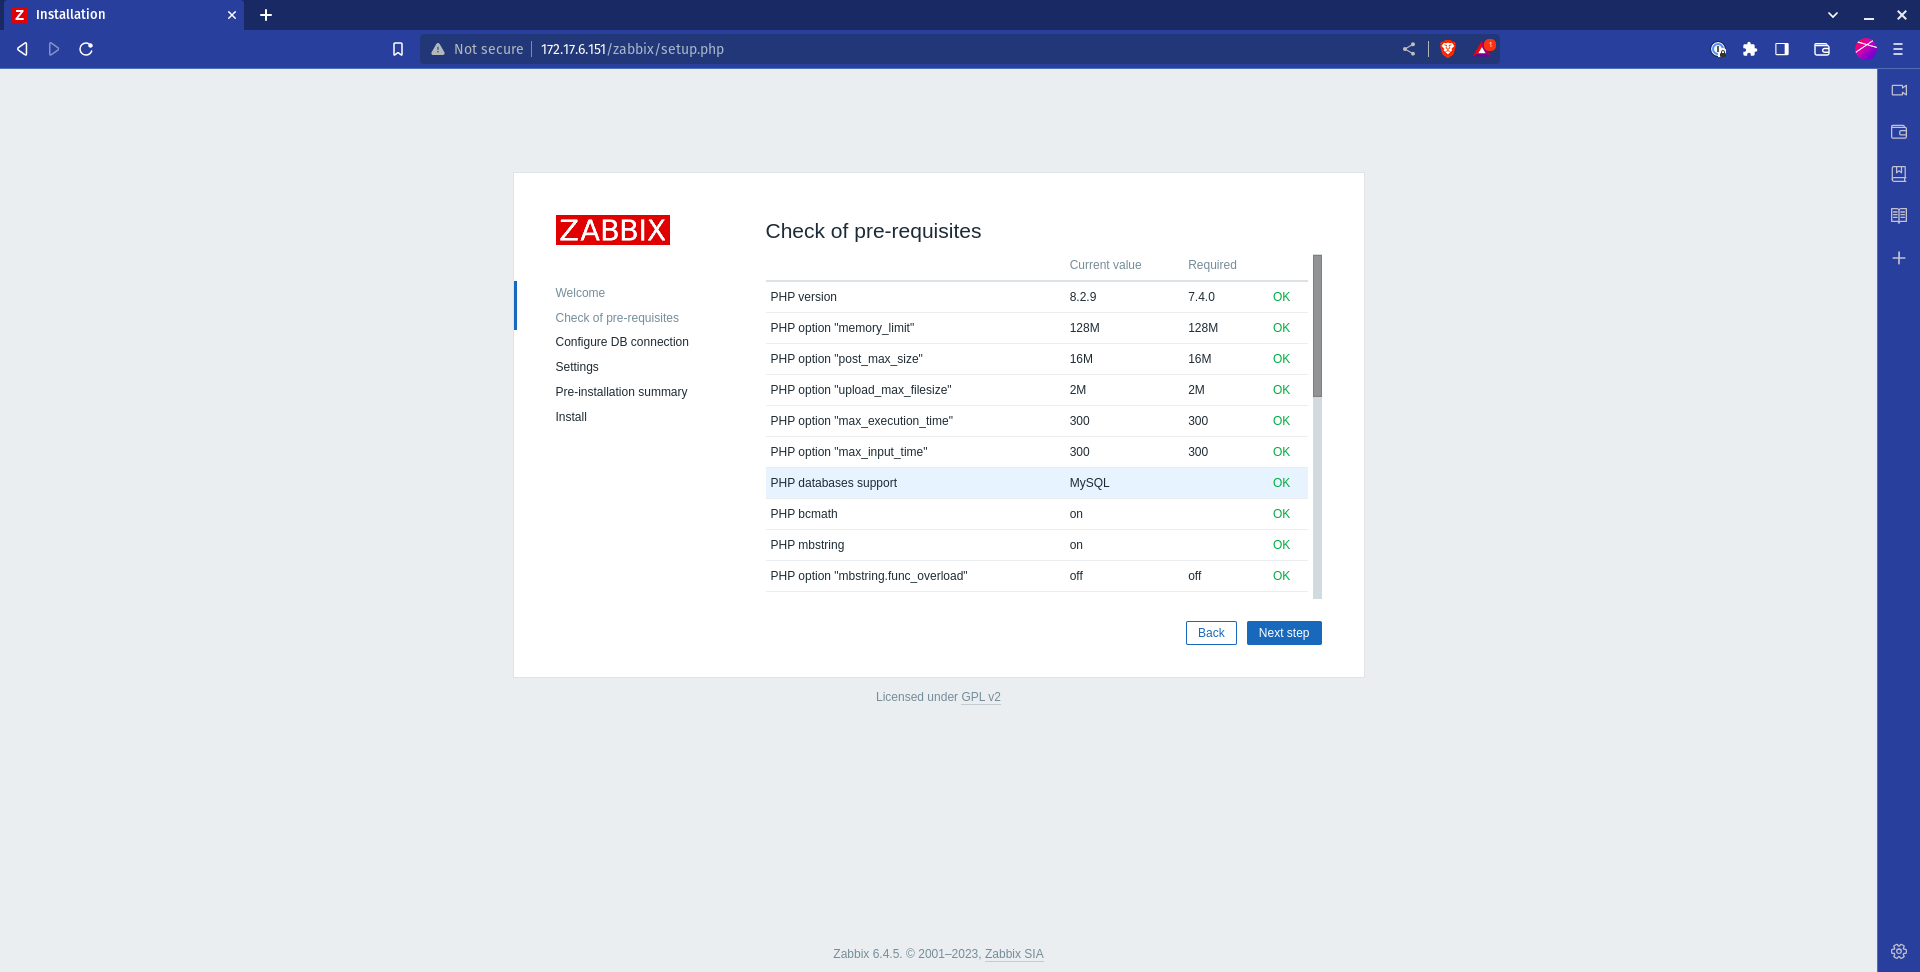 Installation
Not secure 172.17.6.151/zabbix/setup.php
1
ZABBIX
Welcome
Check of pre-requisites
Configure DB connection
Settings
Pre-installation summary
Install
Check of pre-requisites
Current value Required
PHP version 8.2.9 7.4.0 OK
PHP option "memory_limit" 128M 128M OK
PHP option "post_max_size" 16M 16M OK
PHP option "upload_max_filesize" 2M 2M OK
PHP option "max_execution_time" 300 300 OK
PHP option "max_input_time" 300 300 OK
PHP databases support MySQL OK
PHP bcmath on OK
PHP mbstring on OK
PHP option "mbstring.func_overload" off off OK
Back Next step
Licensed under GPL v2
Zabbix 6.4.5. © 2001–2023, Zabbix SIA